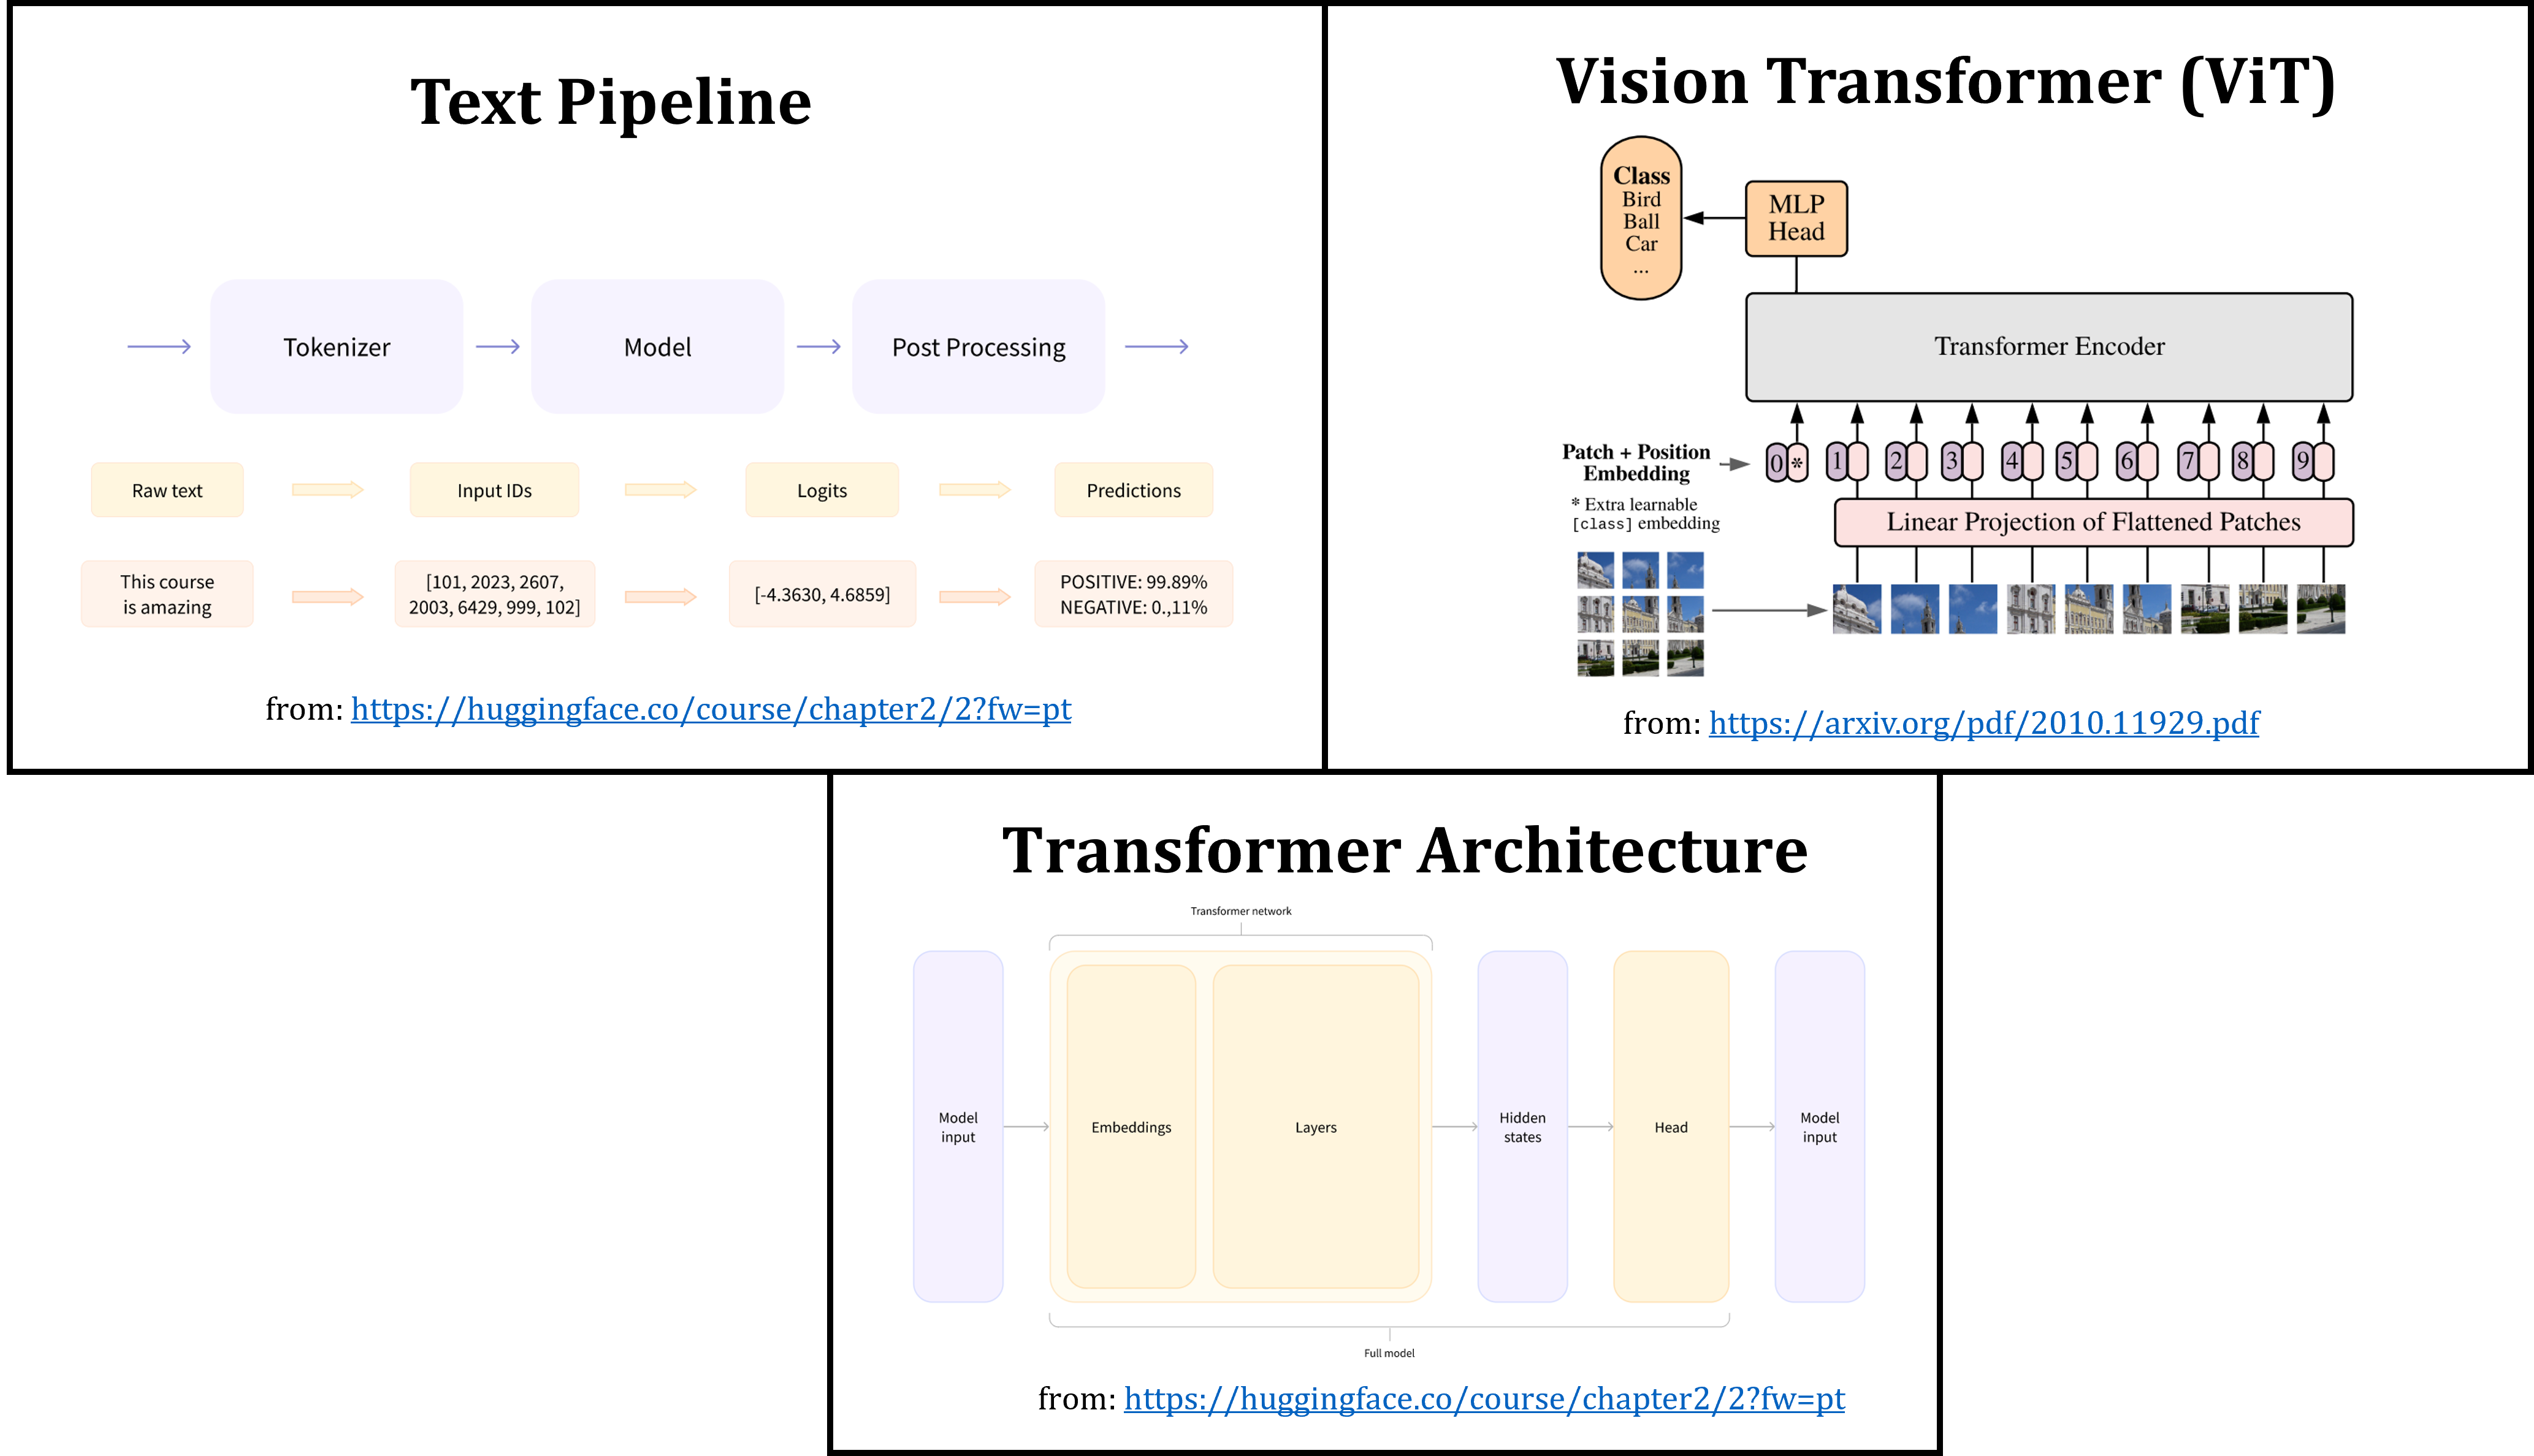 Text Pipeline
Tokenizer
Model
Post Processing
Raw text
Input IDs
Logits
Predictions
This course
is amazing
[101, 2023, 2607,
2003, 6429, 999, 102]
[-4.3630, 4.6859]
POSITIVE: 99.89%
NEGATIVE: 0.,11%
from: https://huggingface.co/course/chapter2/2?fw=pt
Vision Transformer (ViT)
Class
Bird
Ball
Car
...
MLP
Head
Transformer Encoder
Patch + Position
Embedding
0 * 1 2 3 4 5 6 7 8 9
* Extra learnable
[class] embedding
Linear Projection of Flattened Patches
from: https://arxiv.org/pdf/2010.11929.pdf
Transformer Architecture
Transformer network
Model
input
Embeddings
Layers
Hidden
states
Head
Model
input
Full model
from: https://huggingface.co/course/chapter2/2?fw=pt